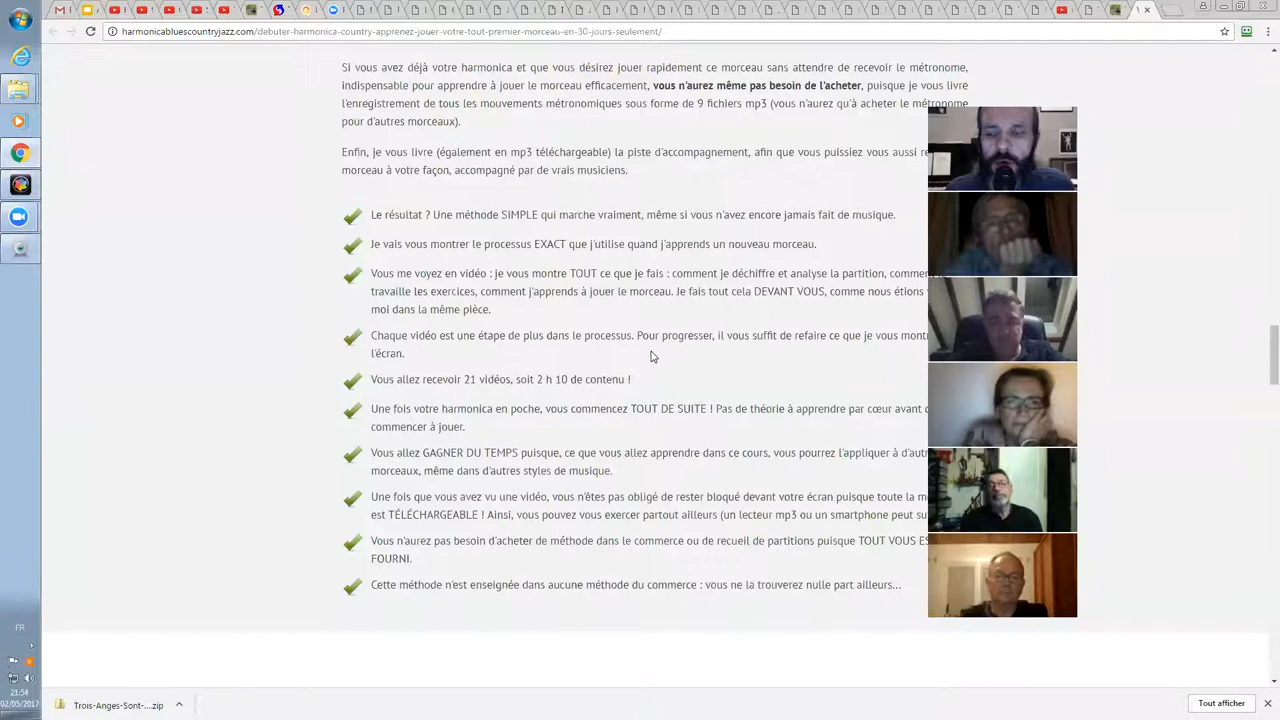 harmonicabluescountryjazz.com/debuter-harmonica-country-apprenez-jouer-votre-tout-premier-morceau-en-30-jours-seulement/
Si vous avez déjà votre harmonica et que vous désirez jouer rapidement ce morceau sans attendre de recevoir le métronome,
indispensable pour apprendre à jouer le morceau efficacement, vous n'aurez même pas besoin de l'acheter, puisque je vous livre
l'enregistrement de tous les mouvements métronomiques sous forme de 9 fichiers mp3 (vous n'aurez qu'à acheter le métronome
pour d'autres morceaux).
Enfin, je vous livre (également en mp3 téléchargeable) la piste d'accompagnement, afin que vous puissiez vous aussi
morceau à votre façon, accompagné par de vrais musiciens.
Le résultat ? Une méthode SIMPLE qui marche vraiment, même si vous n'avez encore jamais fait de musique.
Je vais vous montrer le processus EXACT que j'utilise quand j'apprends un nouveau morceau.
Vous me voyez en vidéo : je vous montre TOUT ce que je fais : comment je déchiffre et analyse la partition,
travaille les exercices, comment j'apprends à jouer le morceau. Je fais tout cela DEVANT VOUS, comme nous étions
moi dans la même pièce.
Chaque vidéo est une étape de plus dans le processus. Pour progresser, il vous suffit de refaire ce que je vous
l'écran.
Vous allez recevoir 21 vidéos, soit 2 h 10 de contenu !
Une fois votre harmonica en poche, vous commencez TOUT DE SUITE ! Pas de théorie à apprendre par cœur avant
commencer à jouer.
Vous allez GAGNER DU TEMPS puisque, ce que vous allez apprendre dans ce cours, vous pourrez l'appliquer à
morceaux, même dans d'autres styles de musique.
Une fois que vous avez vu une vidéo, vous n'êtes pas obligé de rester bloqué devant votre écran puisque toute la
est TÉLÉCHARGEABLE ! Ainsi, vous pouvez vous exercer partout ailleurs (un lecteur mp3 ou un smartphone peut
Vous n'aurez pas besoin d'acheter de méthode dans le commerce ou de recueil de partitions puisque TOUT VOUS
FOURNI.
Cette méthode n'est enseignée dans aucune méthode du commerce : vous ne la trouverez nulle part ailleurs...
FR
21:54
02/05/2017
Trois-Anges-Sont-....zip
Tout afficher